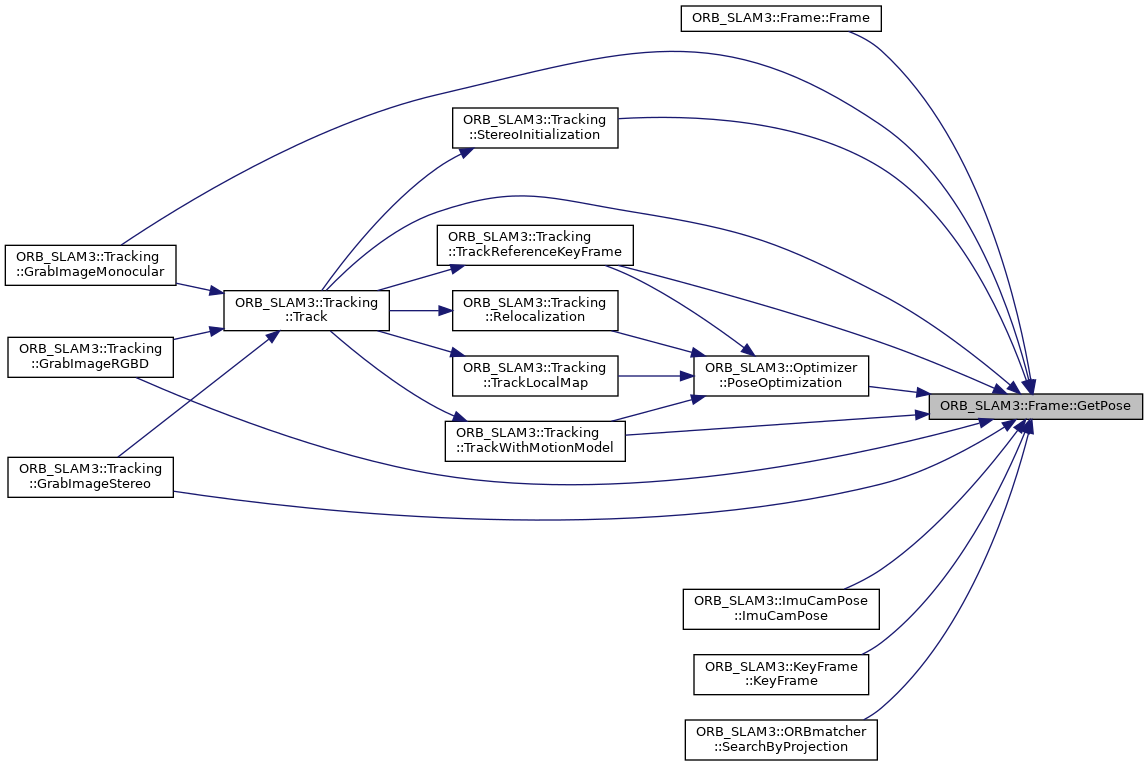 ORB_SLAM3::Frame::Frame
ORB_SLAM3::Tracking
::StereoInitialization
ORB_SLAM3::Tracking
::TrackReferenceKeyFrame
ORB_SLAM3::Tracking
::GrabImageMonocular
ORB_SLAM3::Tracking
::Track
ORB_SLAM3::Tracking
::Relocalization
ORB_SLAM3::Tracking
::GrabImageRGBD
ORB_SLAM3::Tracking
::TrackLocalMap
ORB_SLAM3::Optimizer
::PoseOptimization
ORB_SLAM3::Frame::GetPose
ORB_SLAM3::Tracking
::TrackWithMotionModel
ORB_SLAM3::Tracking
::GrabImageStereo
ORB_SLAM3::ImuCamPose
::ImuCamPose
ORB_SLAM3::KeyFrame
::KeyFrame
ORB_SLAM3::ORBmatcher
::SearchByProjection